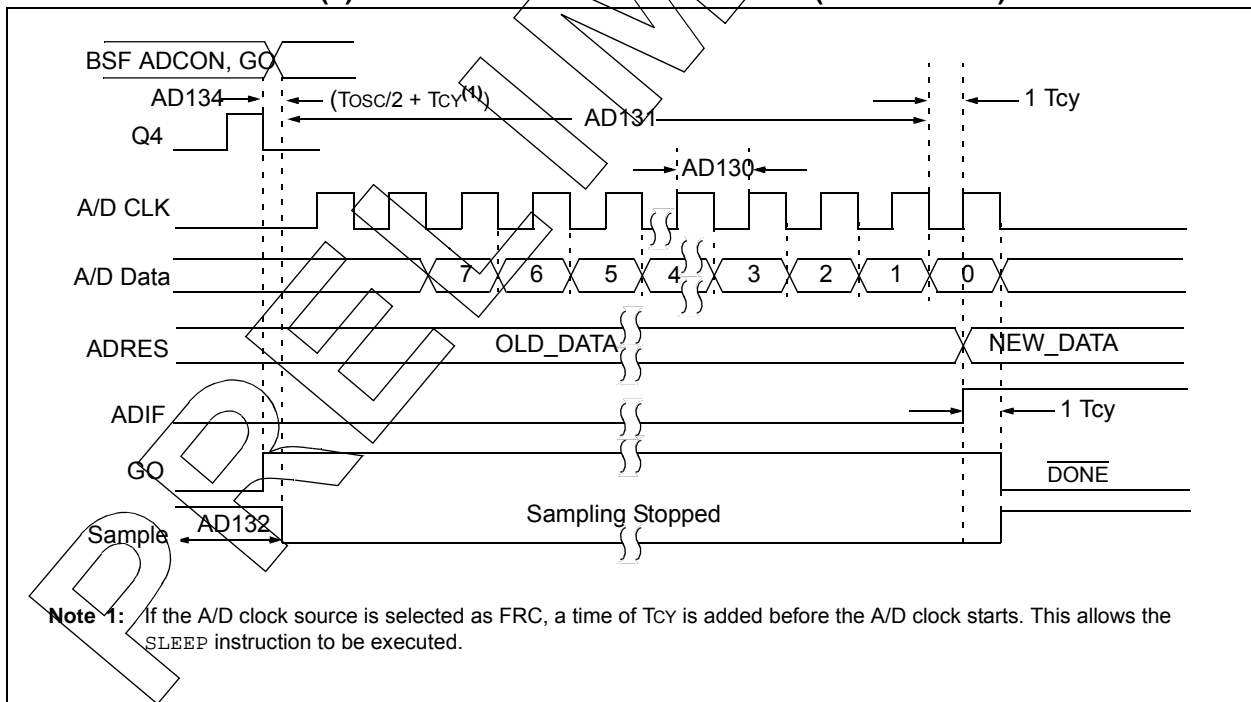 BSF ADCON, GO
AD134
(TOSC/2 + TCY(1))
AD131
1 Tcy
Q4
AD130
A/D CLK
A/D Data
7 6 5 4 3 2 1 0
ADRES
OLD_DATA
NEW_DATA
ADIF
1 Tcy
GO
DONE
Sample
AD132
Sampling Stopped
Note 1: If the A/D clock source is selected as FRC, a time of TCY is added before the A/D clock starts. This allows the
SLEEP instruction to be executed.